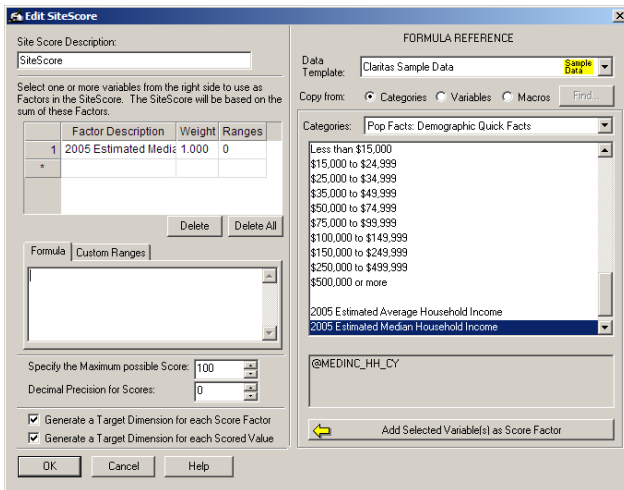 Edit SiteScore
Site Score Description:
SiteScore
Select one or more variables from the right side to use as
Factors in the SiteScore. The SiteScore will be based on the
sum of these Factors.
Factor Description Weight Ranges
1 2005 Estimated Media 1.000 0
*
Delete Delete All
Formula Custom Ranges
Specify the Maximum possible Score: 100
Decimal Precision for Scores: 0
Generate a Target Dimension for each Score Factor
Generate a Target Dimension for each Scored Value
OK Cancel Help
FORMULA REFERENCE
Data
Template: Claritas Sample Data Sample
Data
Copy from: Categories Variables Macros Find...
Categories: Pop Facts: Demographic Quick Facts
Less than $15,000
$15,000 to $24,999
$25,000 to $34,999
$35,000 to $49,999
$50,000 to $74,999
$75,000 to $99,999
$100,000 to $149,999
$150,000 to $249,999
$250,000 to $499,999
$500,000 or more
2005 Estimated Average Household Income
2005 Estimated Median Household Income
@MEDINC_HH_CY
Add Selected Variable(s) as Score Factor